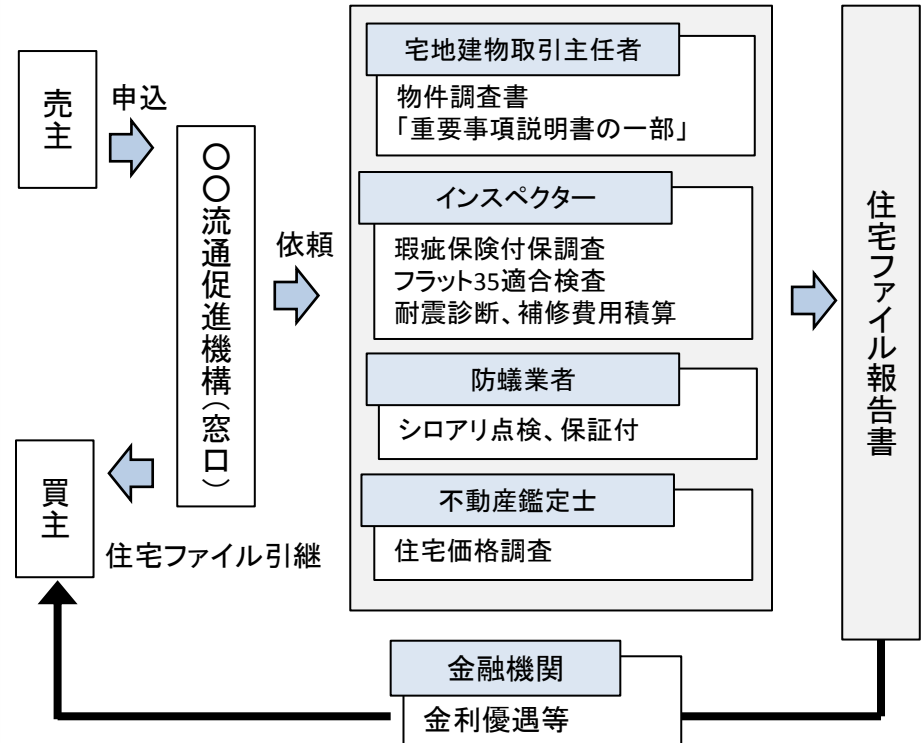 売主
申込
〇〇流通促進機構(窓口)
依頼
宅地建物取引主任者
物件調査書
「重要事項説明書の一部」
インスペクター
瑕疵保険付保調査
フラット35適合検査
耐震診断、補修費用積算
防蟻業者
シロアリ点検、保証付
不動産鑑定士
住宅価格調査
住宅ファイル報告書
買主
住宅ファイル引継
金融機関
金利優遇等